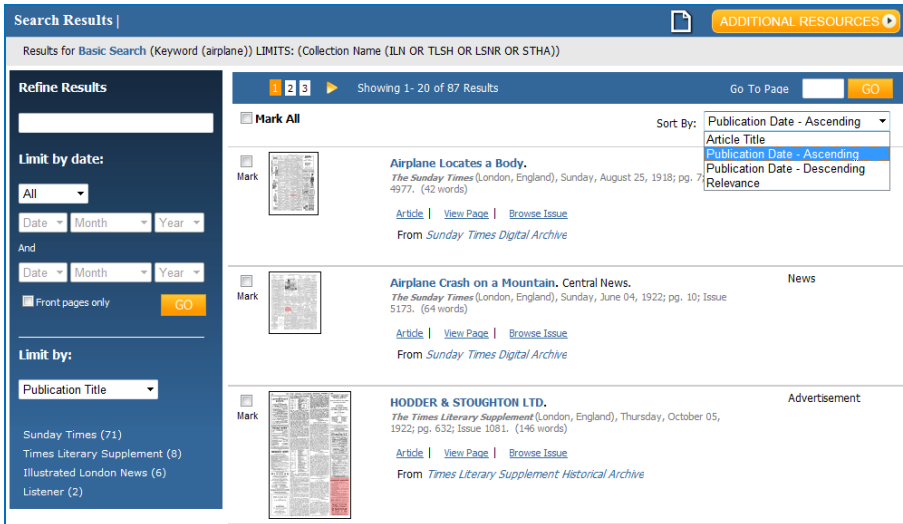 Search Results |
ADDITIONAL RESOURCES
Results for Basic Search (Keyword (airplane)) LIMITS: (Collection Name (ILN OR TLSH OR LSNR OR STHA))
Refine Results
Limit by date:
All
Date Month Year
And
Date Month Year
Front pages only GO
Limit by:
Publication Title
Sunday Times (71)
Times Literary Supplement (8)
Illustrated London News (6)
Listener (2)
1 2 3 Showing 1- 20 of 87 Results Go To Page GO
Mark All
Sort By: Publication Date - Ascending
Article Title
Publication Date - Ascending
Publication Date - Descending
Relevance
Mark
Airplane Locates a Body.
The Sunday Times (London, England), Sunday, August 25, 1918; pg. 7;
4977. (42 words)
Article | View Page | Browse Issue
From Sunday Times Digital Archive
Mark
Airplane Crash on a Mountain. Central News. News
The Sunday Times (London, England), Sunday, June 04, 1922; pg. 10; Issue
5173. (64 words)
Article | View Page | Browse Issue
From Sunday Times Digital Archive
Mark
HODDER & STOUGHTON LTD. Advertisement
The Times Literary Supplement (London, England), Thursday, October 05,
1922; pg. 632; Issue 1081. (146 words)
Article | View Page | Browse Issue
From Times Literary Supplement Historical Archive